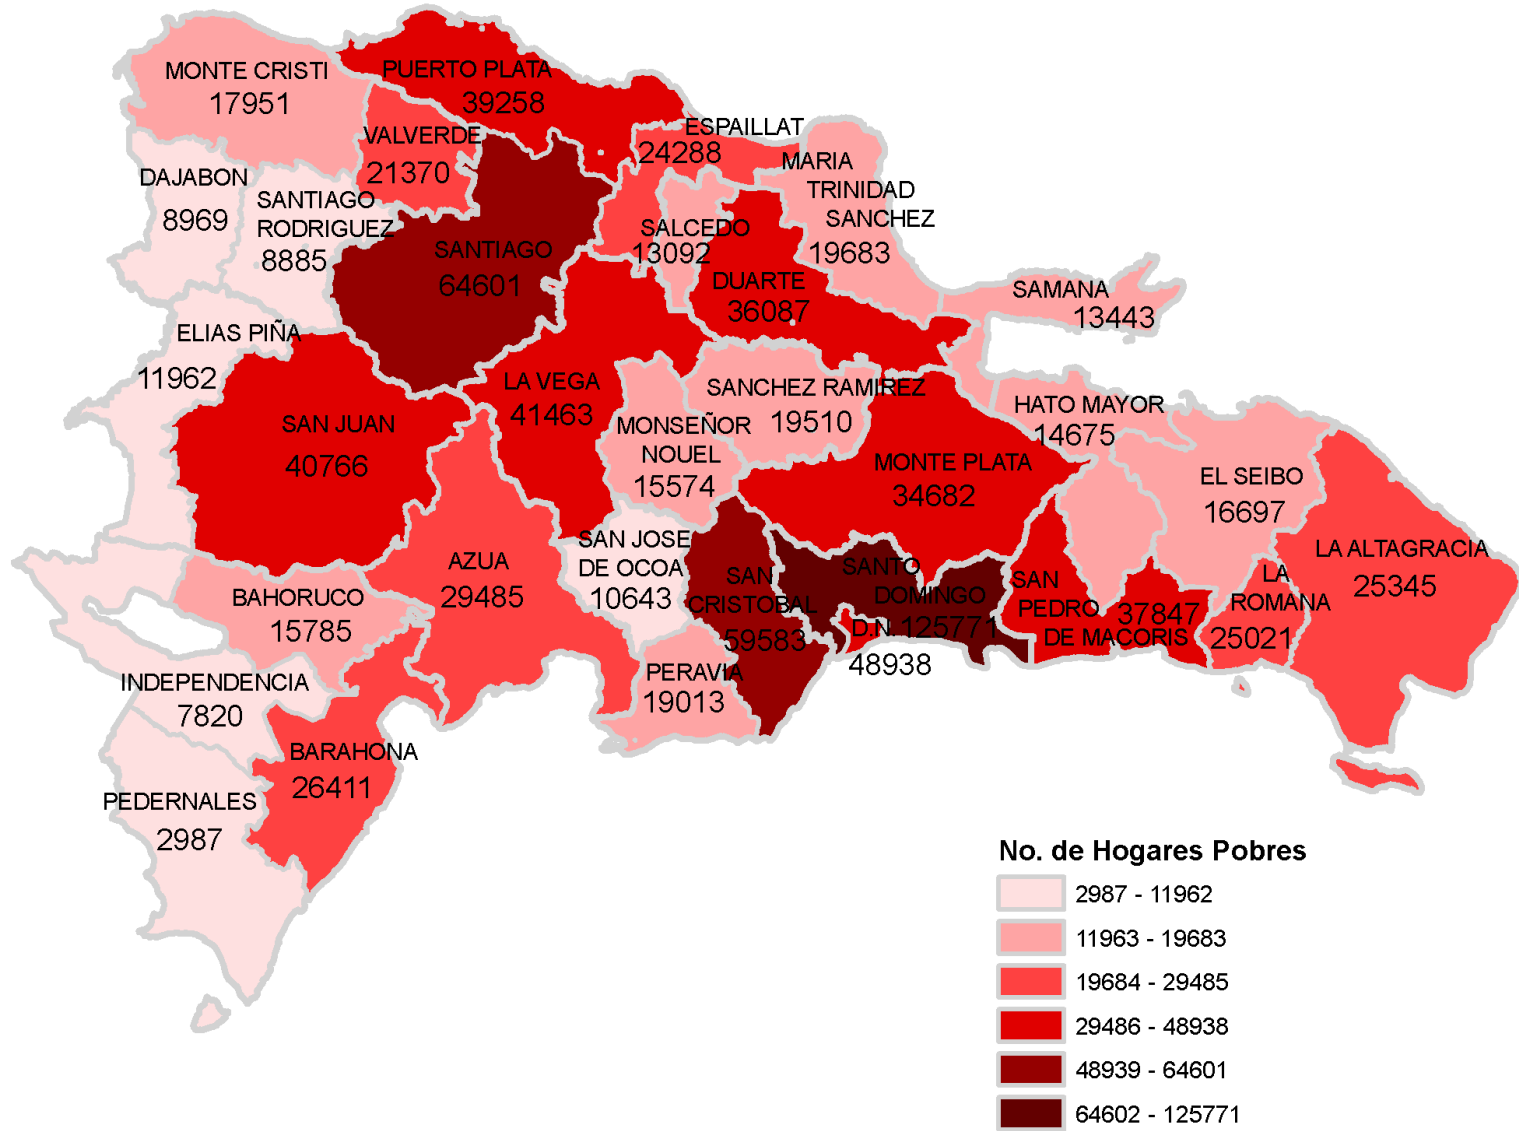 MONTE CRISTI
17951
PUERTO PLATA
39258
VALVERDE
21370
ESPAILLAT
24288
MARIA
TRINIDAD
SANCHEZ
19683
DAJABON
8969
SANTIAGO
RODRIGUEZ
8885
SANTIAGO
64601
SALCEDO
13092
DUARTE
36087
SAMANA
13443
ELIAS PIÑA
11962
SAN JUAN
40766
LA VEGA
41463
SANCHEZ RAMIREZ
19510
MONSEÑOR
NOUEL
15574
HATO MAYOR
14675
MONTE PLATA
34682
EL SEIBO
16697
LA ALTAGRACIA
25345
AZUA
29485
SAN JOSE
DE OCOA
10643
SAN
CRISTOBAL
59583
SANTO
DOMINGO
125771
D.N.
48938
SAN
PEDRO
DE MACORIS
37847
LA
ROMANA
25021
BAHORUCO
15785
INDEPENDENCIA
7820
PERAVIA
19013
BARAHONA
26411
PEDERNALES
2987
No. de Hogares Pobres
2987 - 11962
11963 - 19683
19684 - 29485
29486 - 48938
48939 - 64601
64602 - 125771